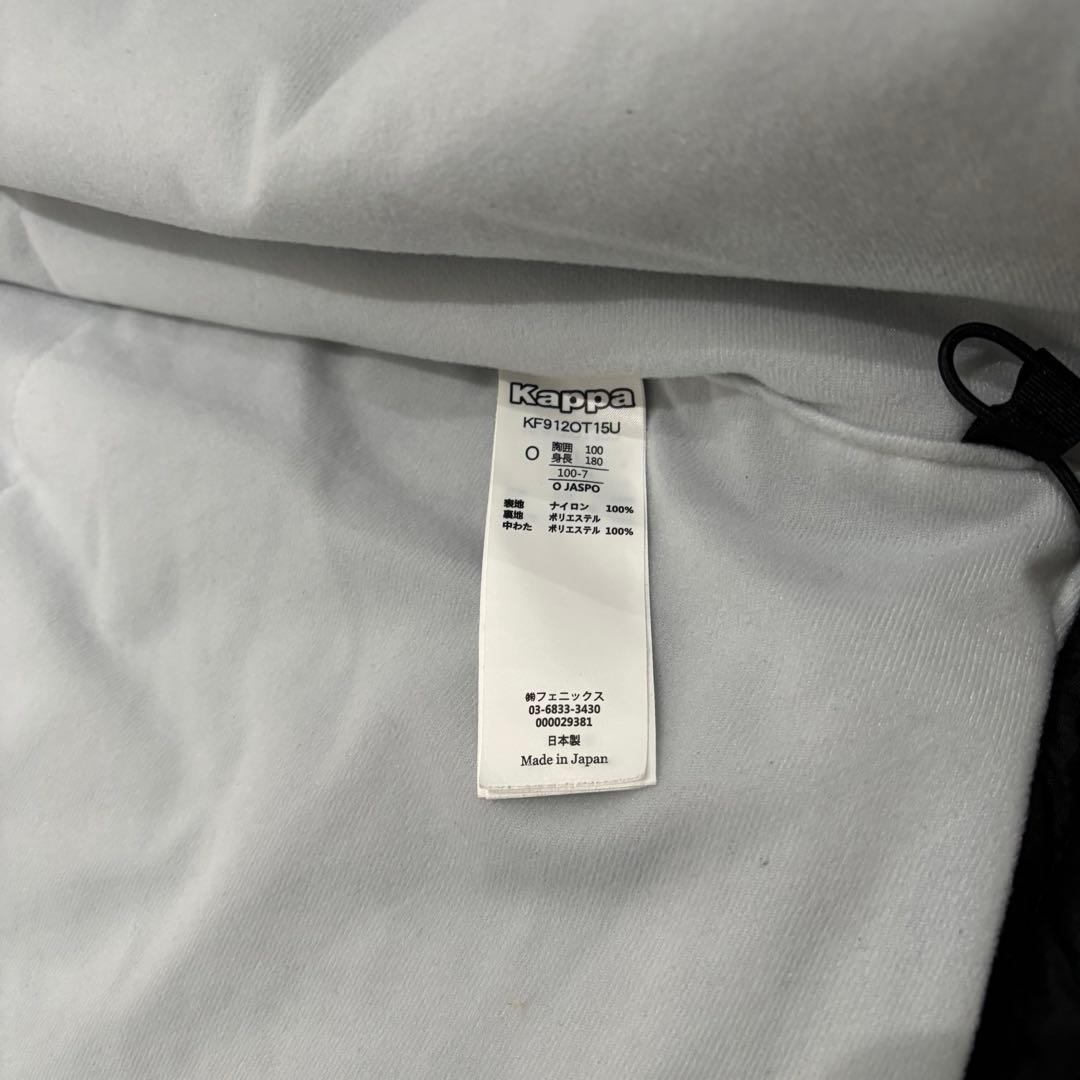 Kappa
KF912OT15U
O 胸囲 100
身長 180
100-7
O JASPO
表地 ナイロン 100%
裏地 ポリエステル
中わた ポリエステル 100%
㈱フェニックス
03-6833-3430
000029381
日本製
Made in Japan